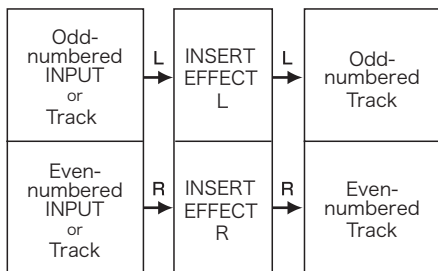 Odd-
numbered
INPUT
or
Track
L
INSERT
EFFECT
L
L
Odd-
numbered
Track
Even-
numbered
INPUT
or
Track
R
INSERT
EFFECT
R
R
Even-
numbered
Track